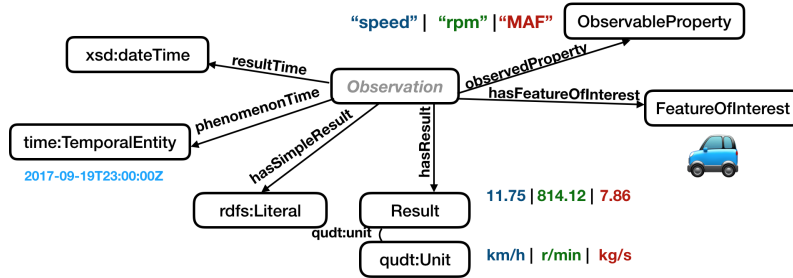 "speed" | "rpm" | "MAF"
ObservableProperty
xsd:dateTime
resultTime
Observation
observedProperty
hasFeatureOfInterest
FeatureOfInterest
phenomenonTime
time:TemporalEntity
2017-09-19T23:00:00Z
hasSimpleResult
hasResult
rdfs:Literal
Result
11.75 | 814.12 | 7.86
qudt:unit
qudt:Unit
km/h | r/min | kg/s